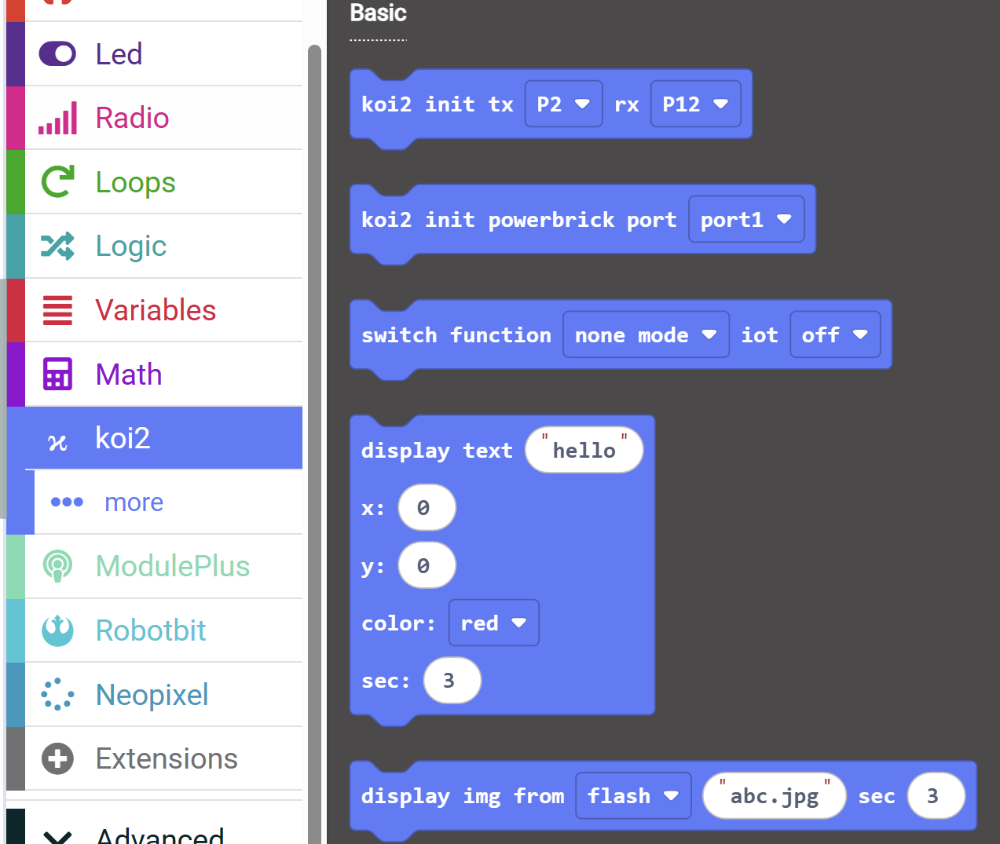 Led
Radio
Loops
Logic
Variables
Math
koi2
more
ModulePlus
Robotbit
Neopixel
Extensions
Advanced
Basic
koi2 init tx P2 rx P12
koi2 init powerbrick port port1
switch function none mode iot off
display text "hello"
x: 0
y: 0
color: red
sec: 3
display img from flash "abc.jpg" sec 3